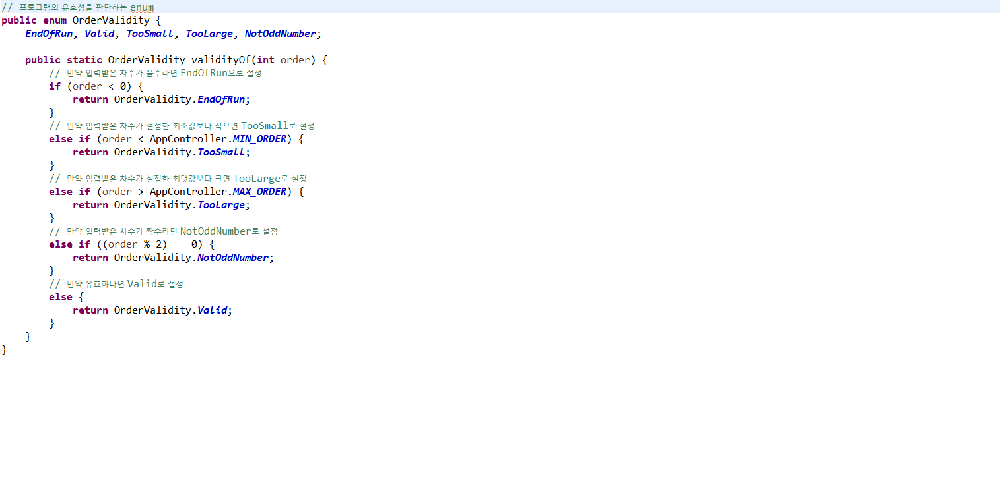 // 프로그램의 유효성을 판단하는 enum
public enum OrderValidity {
    EndOfRun, Valid, TooSmall, TooLarge, NotOddNumber;

    public static OrderValidity validityOf(int order) {
        // 만약 입력받은 차수가 음수라면 EndOfRun으로 설정
        if (order < 0) {
            return OrderValidity.EndOfRun;
        }
        // 만약 입력받은 차수가 설정한 최소값보다 작으면 TooSmall로 설정
        else if (order < AppController.MIN_ORDER) {
            return OrderValidity.TooSmall;
        }
        // 만약 입력받은 차수가 설정한 최댓값보다 크면 TooLarge로 설정
        else if (order > AppController.MAX_ORDER) {
            return OrderValidity.TooLarge;
        }
        // 만약 입력받은 차수가 짝수라면 NotOddNumber로 설정
        else if ((order % 2) == 0) {
            return OrderValidity.NotOddNumber;
        }
        // 만약 유효하다면 Valid로 설정
        else {
            return OrderValidity.Valid;
        }
    }
}